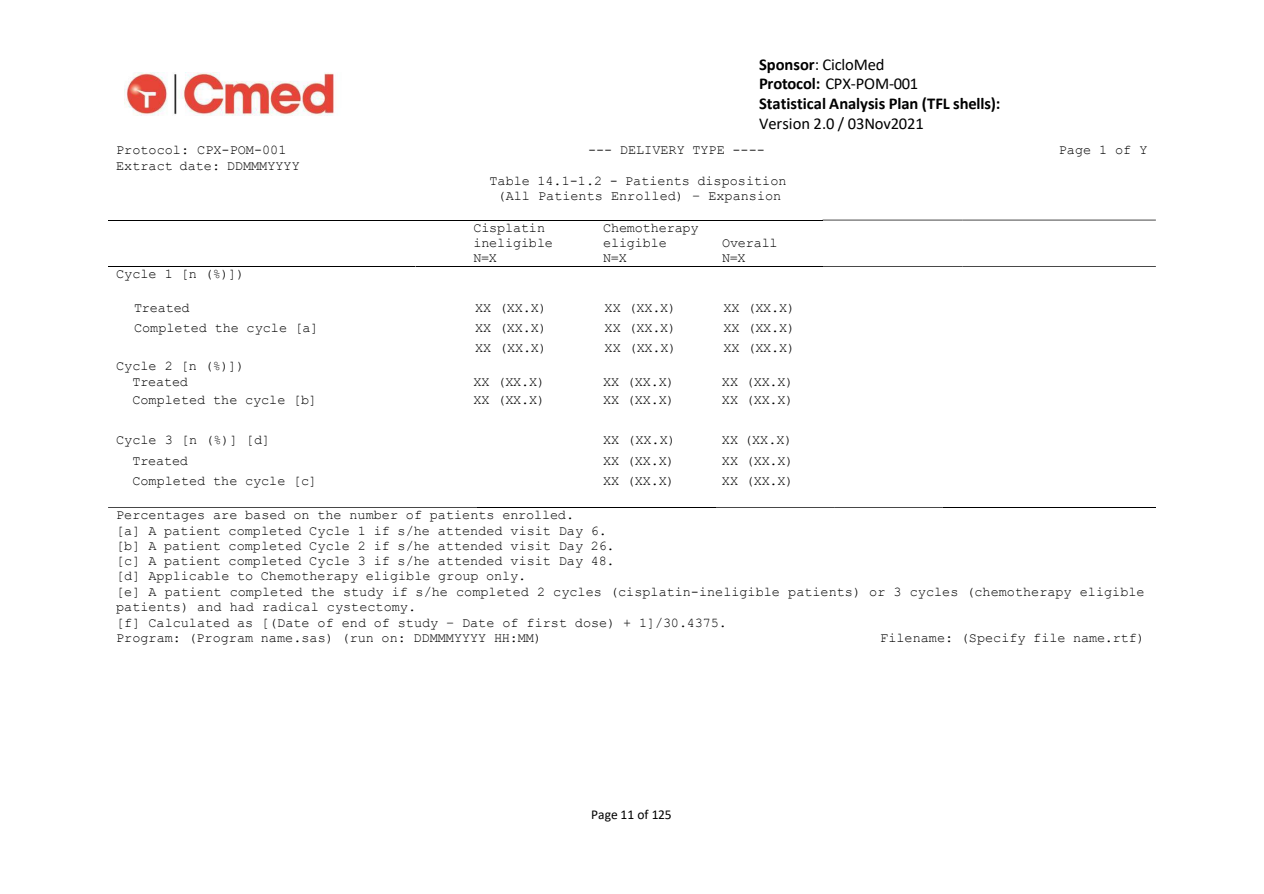 Cmed
Sponsor: CicloMed
Protocol: CPX-POM-001
Statistical Analysis Plan (TFL shells):
Version 2.0 / 03Nov2021
Protocol: CPX-POM-001 --- DELIVERY TYPE ---- Page 1 of Y
Extract date: DDMMMYYYY
Table 14.1-1.2 - Patients disposition
(All Patients Enrolled) – Expansion
Cisplatin Chemotherapy
ineligible eligible Overall
N=X N=X N=X
Cycle 1 [n (%)])
Treated XX (XX.X) XX (XX.X) XX (XX.X)
Completed the cycle [a] XX (XX.X) XX (XX.X) XX (XX.X)
XX (XX.X) XX (XX.X) XX (XX.X)
Cycle 2 [n (%)])
Treated XX (XX.X) XX (XX.X) XX (XX.X)
Completed the cycle [b] XX (XX.X) XX (XX.X) XX (XX.X)
Cycle 3 [n (%)] [d] XX (XX.X) XX (XX.X)
Treated XX (XX.X) XX (XX.X)
Completed the cycle [c] XX (XX.X) XX (XX.X)
Percentages are based on the number of patients enrolled.
[a] A patient completed Cycle 1 if s/he attended visit Day 6.
[b] A patient completed Cycle 2 if s/he attended visit Day 26.
[c] A patient completed Cycle 3 if s/he attended visit Day 48.
[d] Applicable to Chemotherapy eligible group only.
[e] A patient completed the study if s/he completed 2 cycles (cisplatin-ineligible patients) or 3 cycles (chemotherapy eligible
patients) and had radical cystectomy.
[f] Calculated as [(Date of end of study – Date of first dose) + 1]/30.4375.
Program: (Program name.sas) (run on: DDMMMYYYY HH:MM) Filename: (Specify file name.rtf)
Page 11 of 125